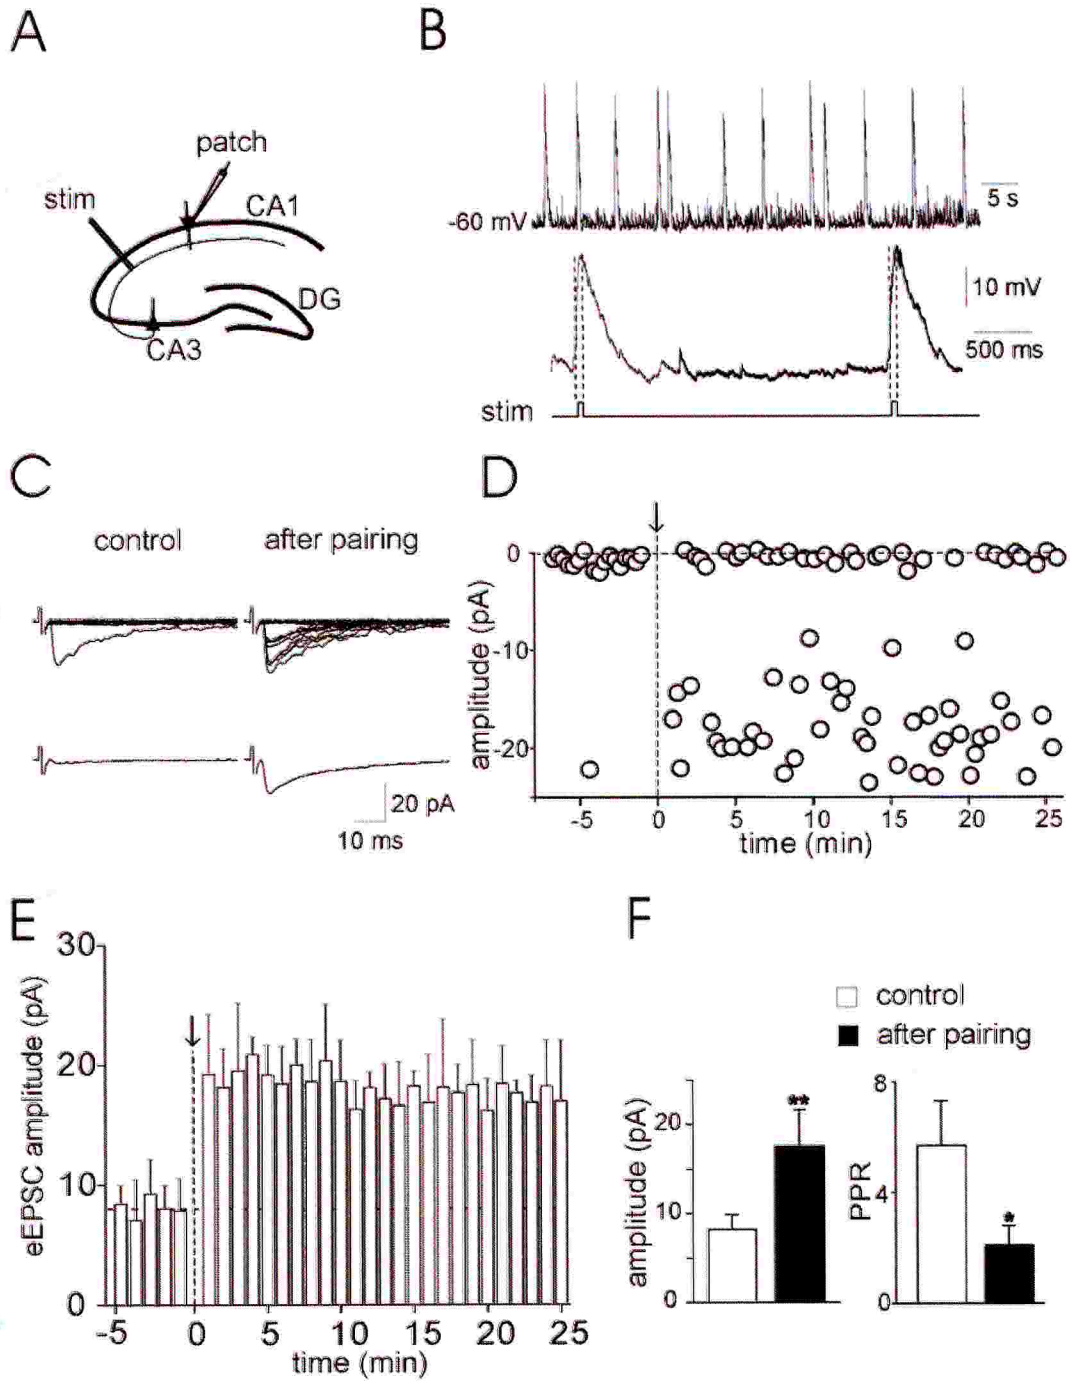 A
patch
stim
CA1
DG
CA3
B
-60 mV
5 s
10 mV
500 ms
stim
C
control
after pairing
20 pA
10 ms
D
amplitude (pA)
0
-10
-20
-5 0 5 10 15 20 25
time (min)
E
eEPSC amplitude (pA)
30
20
10
0
-5 0 5 10 15 20 25
time (min)
F
control
after pairing
amplitude (pA)
20
10
0
**
PPR
8
4
0
*